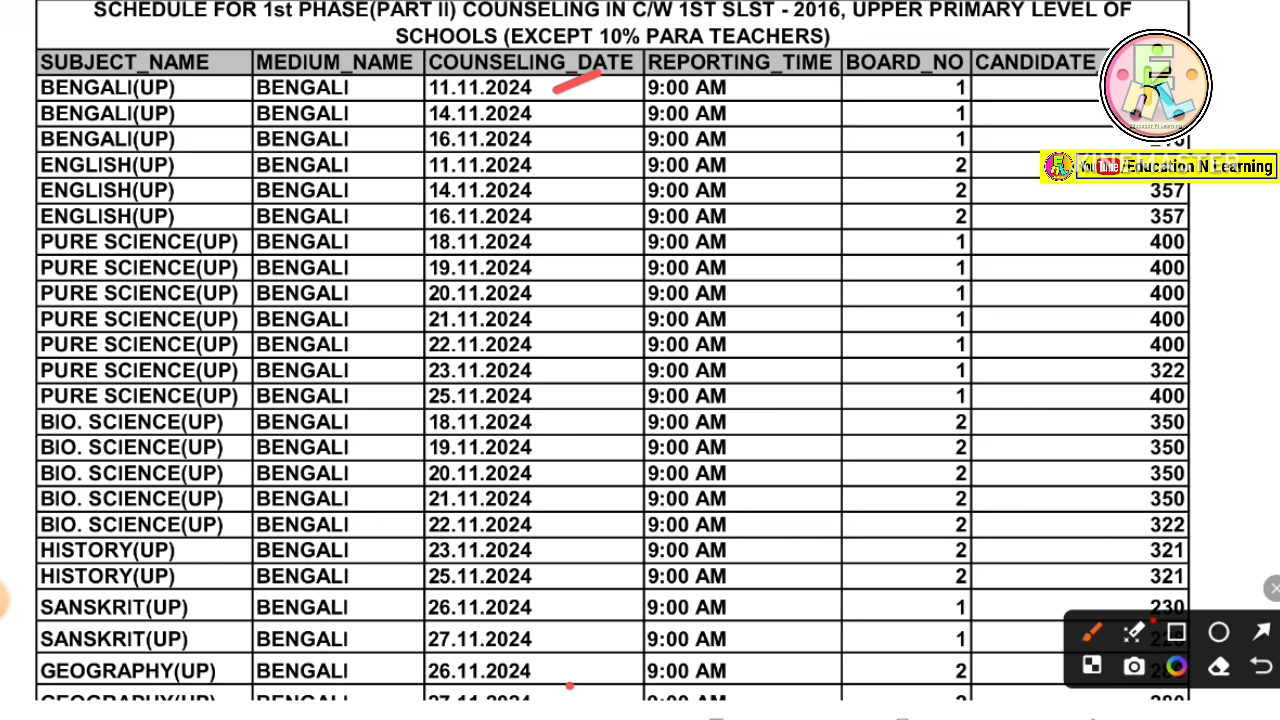 SCHEDULE FOR 1st PHASE(PART II) COUNSELING IN C/W 1ST SLST - 2016, UPPER PRIMARY LEVEL OF
SCHOOLS (EXCEPT 10% PARA TEACHERS)
SUBJECT_NAME MEDIUM_NAME COUNSELING_DATE REPORTING_TIME BOARD_NO CANDIDATE
BENGALI(UP) BENGALI 11.11.2024 9:00 AM 1
BENGALI(UP) BENGALI 14.11.2024 9:00 AM 1
Education N Learning
BENGALI(UP) BENGALI 16.11.2024 9:00 AM 1
ENGLISH(UP) BENGALI 11.11.2024 9:00 AM 2
KINEMASTER
You Tube /Education N Learning
ENGLISH(UP) BENGALI 14.11.2024 9:00 AM 2 357
ENGLISH(UP) BENGALI 16.11.2024 9:00 AM 2 357
PURE SCIENCE(UP) BENGALI 18.11.2024 9:00 AM 1 400
PURE SCIENCE(UP) BENGALI 19.11.2024 9:00 AM 1 400
PURE SCIENCE(UP) BENGALI 20.11.2024 9:00 AM 1 400
PURE SCIENCE(UP) BENGALI 21.11.2024 9:00 AM 1 400
PURE SCIENCE(UP) BENGALI 22.11.2024 9:00 AM 1 400
PURE SCIENCE(UP) BENGALI 23.11.2024 9:00 AM 1 322
PURE SCIENCE(UP) BENGALI 25.11.2024 9:00 AM 1 400
BIO. SCIENCE(UP) BENGALI 18.11.2024 9:00 AM 2 350
BIO. SCIENCE(UP) BENGALI 19.11.2024 9:00 AM 2 350
BIO. SCIENCE(UP) BENGALI 20.11.2024 9:00 AM 2 350
BIO. SCIENCE(UP) BENGALI 21.11.2024 9:00 AM 2 350
BIO. SCIENCE(UP) BENGALI 22.11.2024 9:00 AM 2 322
HISTORY(UP) BENGALI 23.11.2024 9:00 AM 2 321
HISTORY(UP) BENGALI 25.11.2024 9:00 AM 2 321
SANSKRIT(UP) BENGALI 26.11.2024 9:00 AM 1 230
SANSKRIT(UP) BENGALI 27.11.2024 9:00 AM 1
GEOGRAPHY(UP) BENGALI 26.11.2024 9:00 AM 2